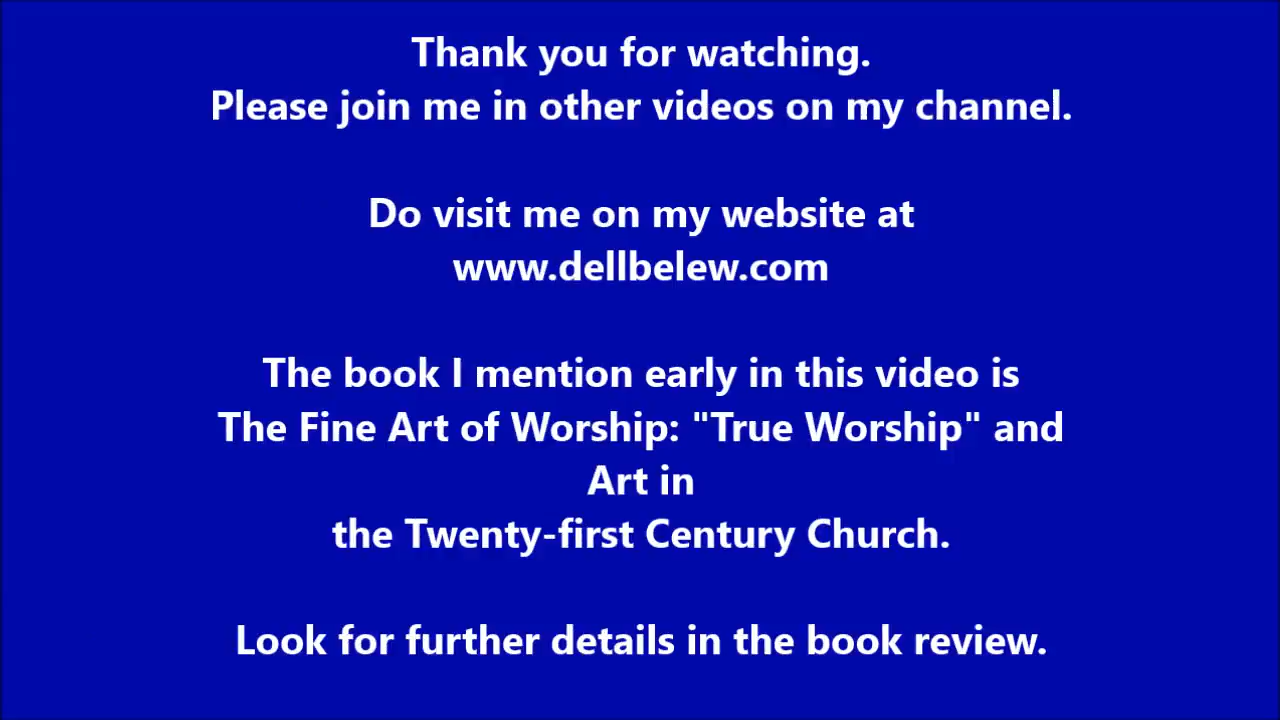 Thank you for watching.
Please join me in other videos on my channel.
Do visit me on my website at
www.dellbelew.com
The book I mention early in this video is
The Fine Art of Worship: "True Worship" and
Art in
the Twenty-first Century Church.
Look for further details in the book review.